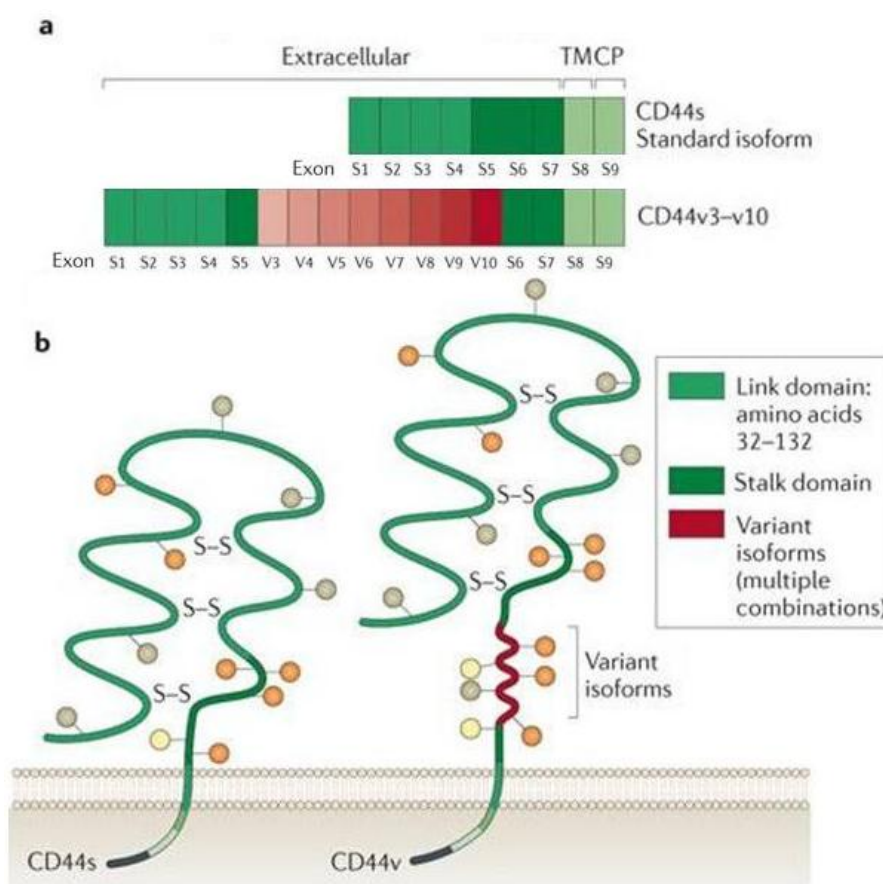 a
Extracellular TM CP
CD44s
Standard isoform
Exon S1 S2 S3 S4 S5 S6 S7 S8 S9
CD44v3–v10
Exon S1 S2 S3 S4 S5 V3 V4 V5 V6 V7 V8 V9 V10 S6 S7 S8 S9
b
S–S
S–S
S–S
CD44s
S–S
S–S
S–S
Variant
isoforms
CD44v
Link domain:
amino acids
32–132
Stalk domain
Variant
isoforms
(multiple
combinations)